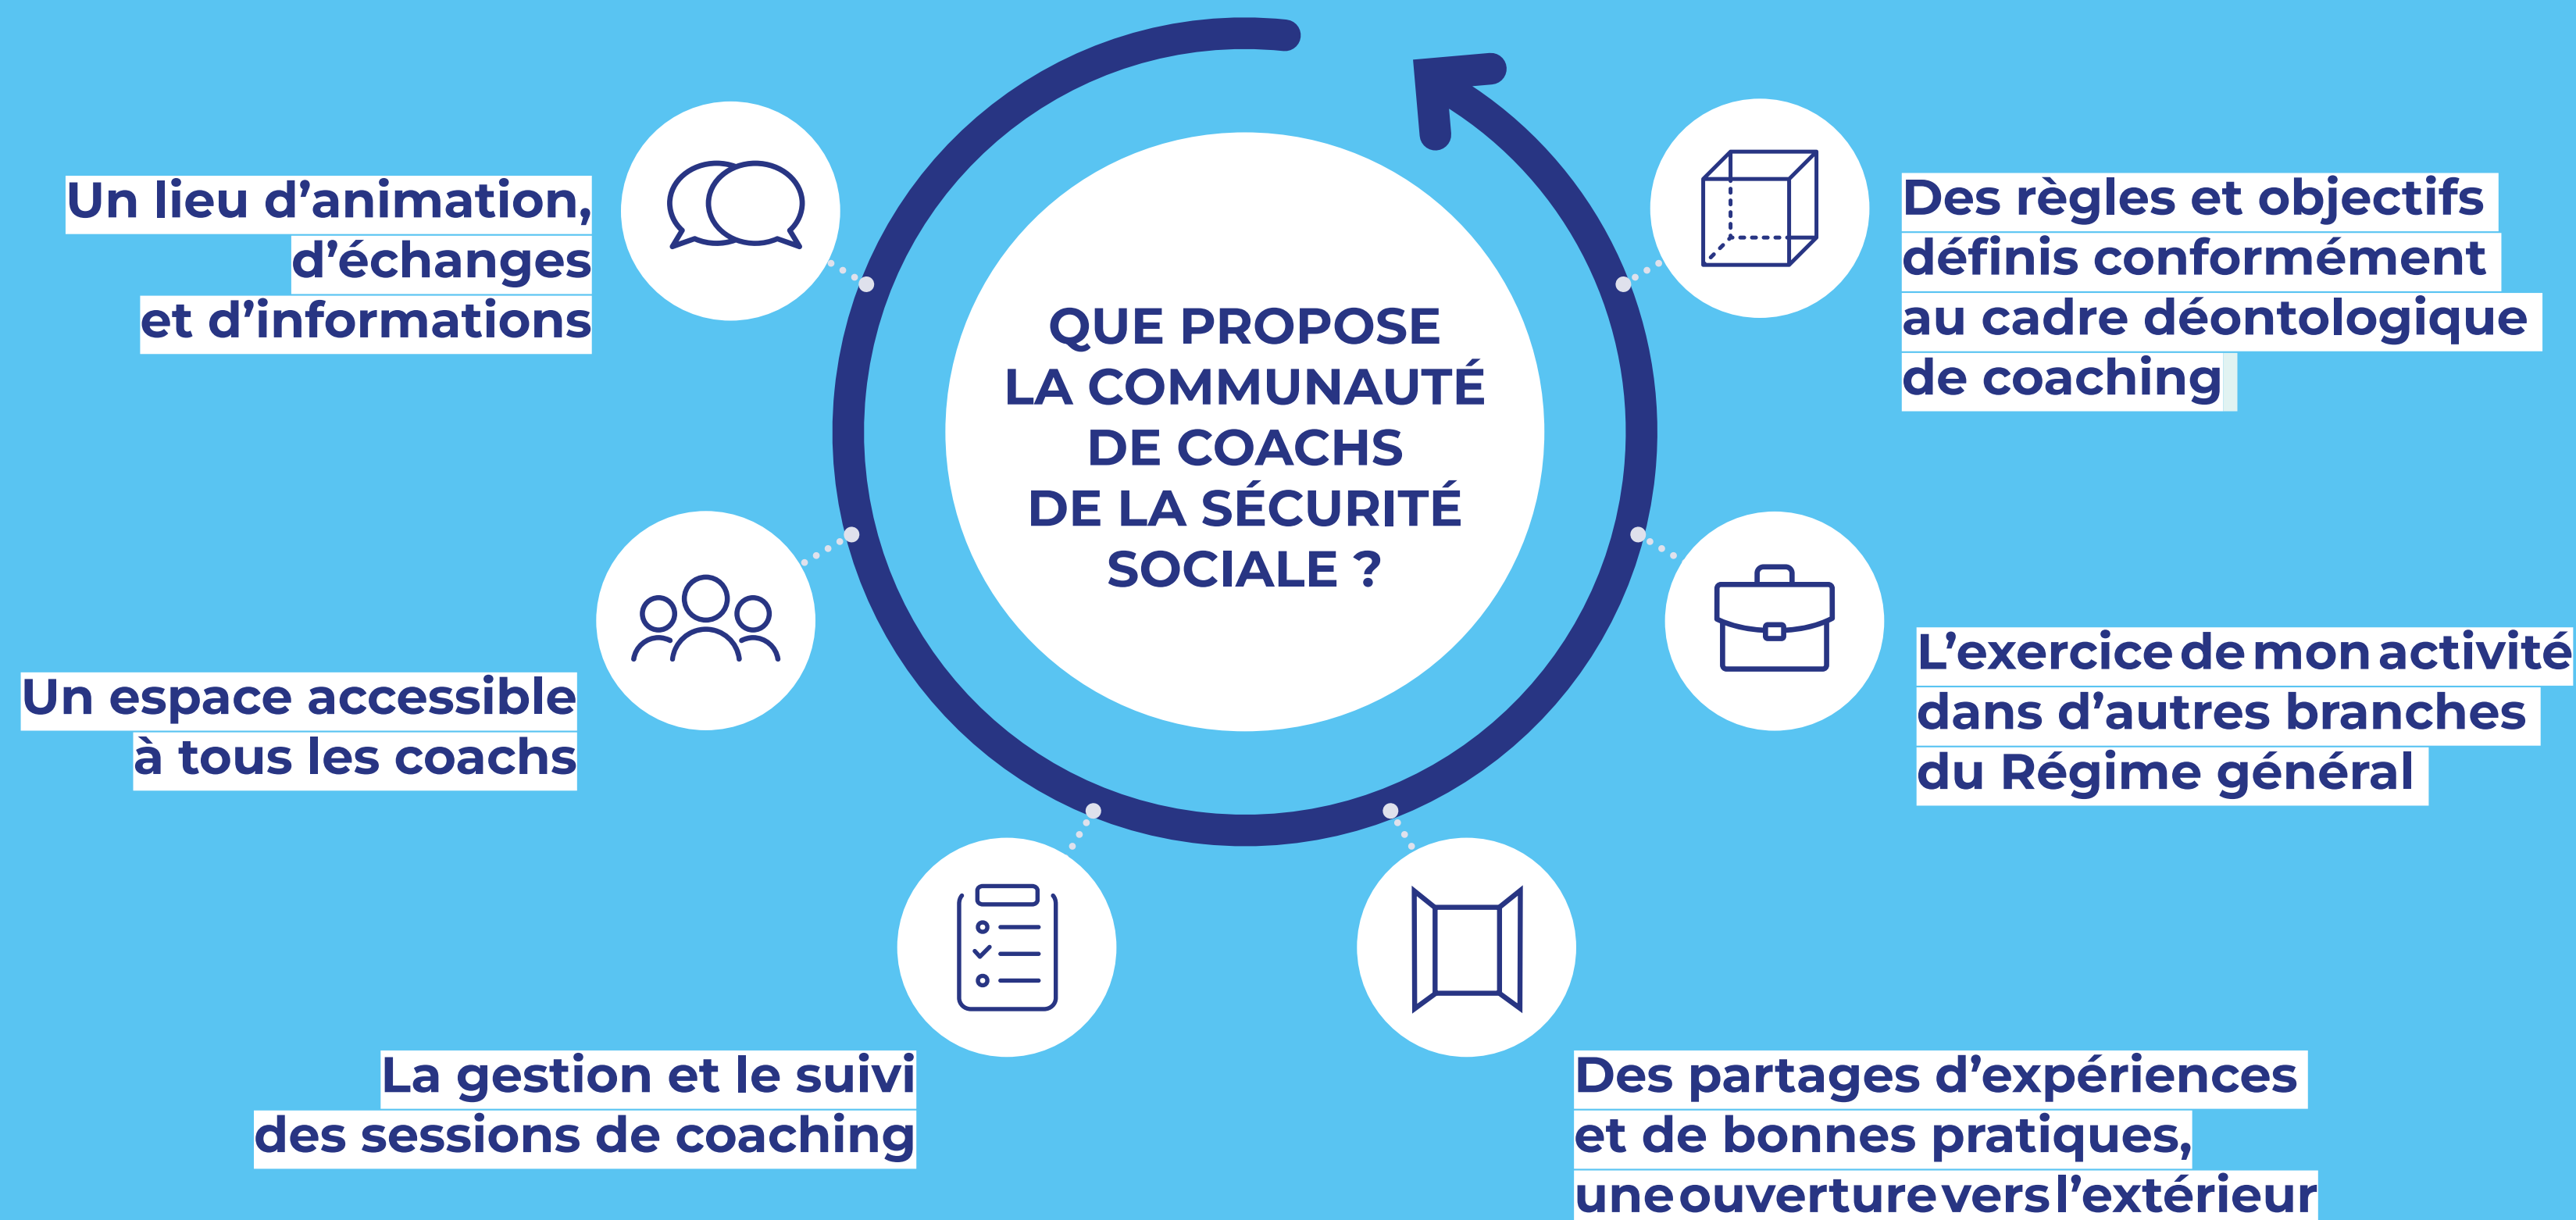 QUE PROPOSE
LA COMMUNAUTÉ
DE COACHS
DE LA SÉCURITÉ
SOCIALE ?
Un lieu d’animation,
d’échanges
et d’informations
Un espace accessible
à tous les coachs
La gestion et le suivi
des sessions de coaching
Des partages d’expériences
et de bonnes pratiques,
une ouverture vers l’extérieur
L’exercice de mon activité
dans d’autres branches
du Régime général
Des règles et objectifs
définis conformément
au cadre déontologique
de coaching